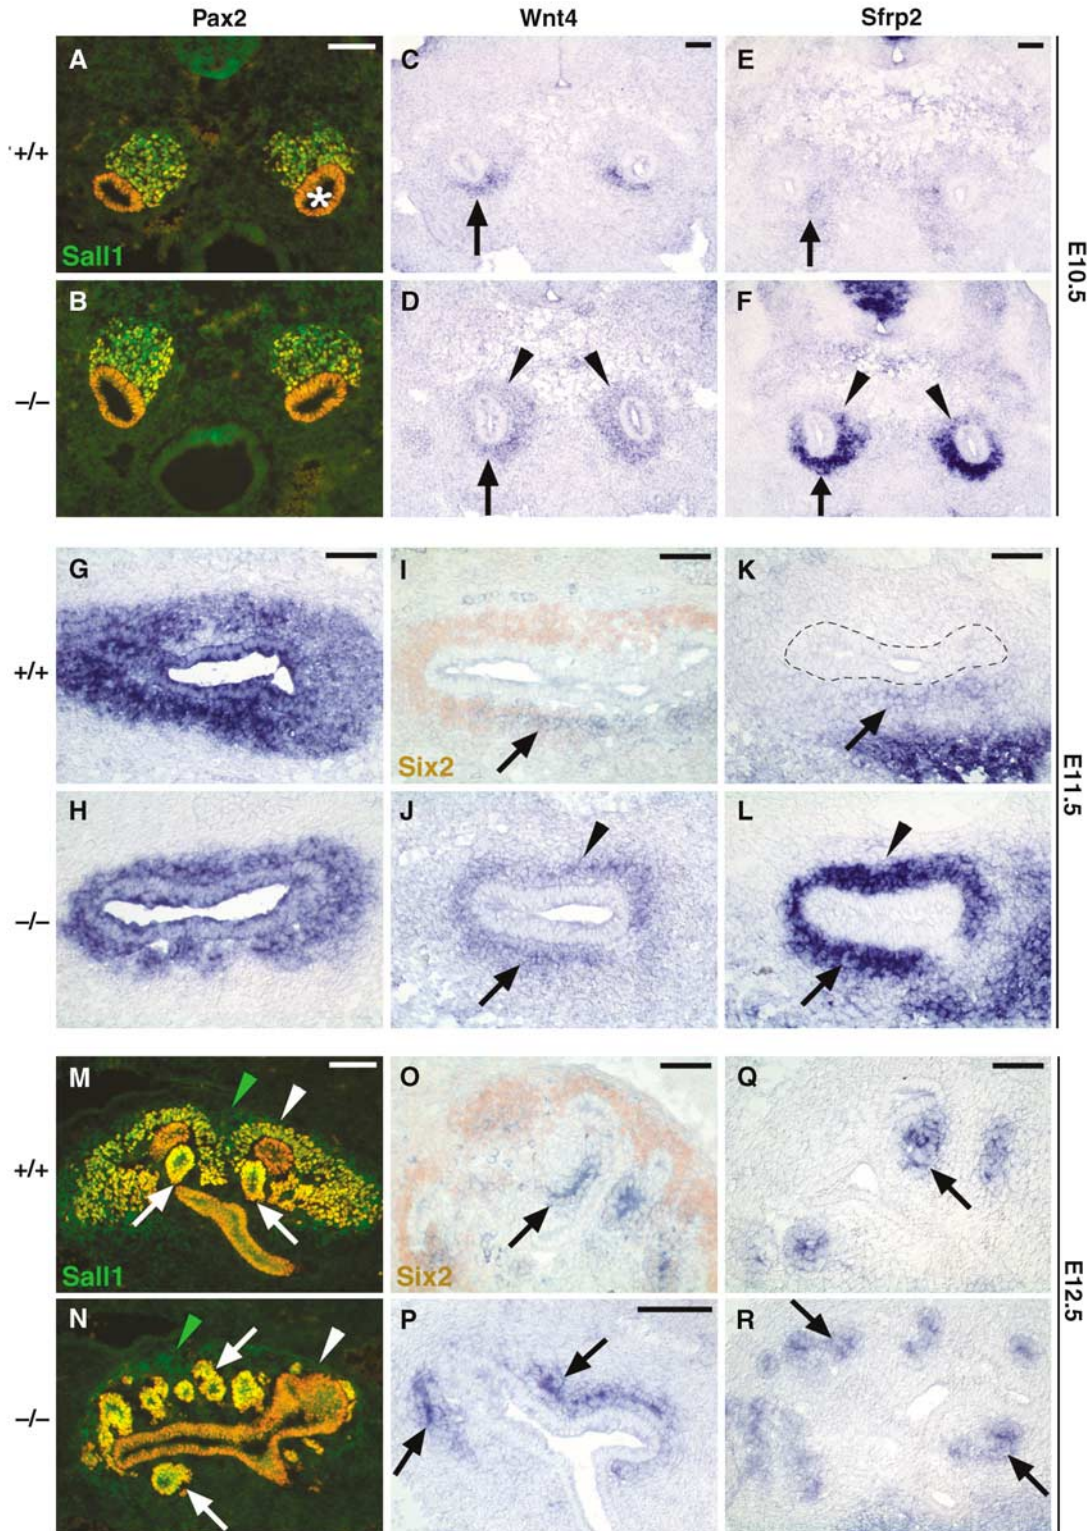 Pax2 Wnt4 Sfrp2
A C E
+/+ * E10.5
Sall1
B D F
−/−
G I K
+/+ E11.5
Six2
H J L
−/−
M O Q
+/+ E12.5
Sall1 Six2
N P R
−/−